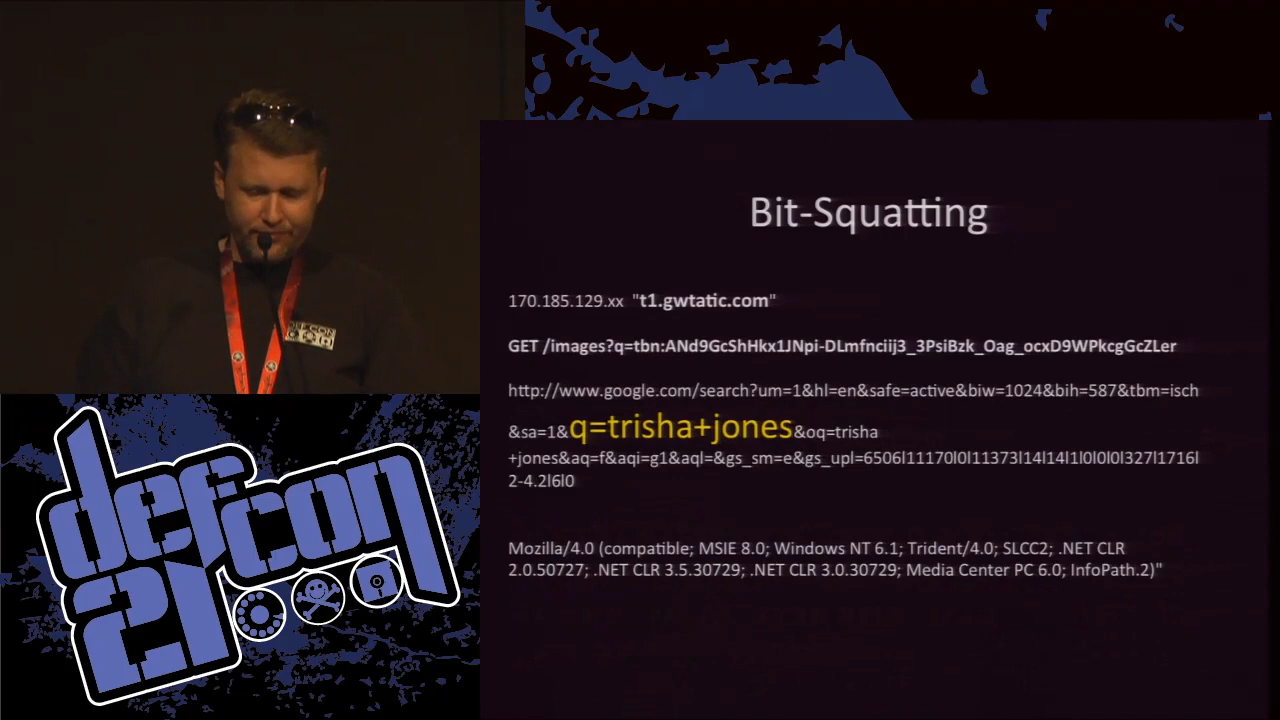 DEFCON
Bit-Squatting
170.185.129.xx "t1.gwtatic.com"
GET /images?q=tbn:ANd9GcShHkx1JNpi-DLmfnciij3_3PsiBzk_Oag_ocxD9WPkcgGcZLer
http://www.google.com/search?um=1&hl=en&safe=active&biw=1024&bih=587&tbm=isch
&sa=1&q=trisha+jones&oq=trisha
+jones&aq=f&aqi=g1&aql=&gs_sm=e&gs_upl=6506l11170l0l11373l14l14l1l0l0l0l327l1716l
2-4.2l6l0
Mozilla/4.0 (compatible; MSIE 8.0; Windows NT 6.1; Trident/4.0; SLCC2; .NET CLR
2.0.50727; .NET CLR 3.5.30729; .NET CLR 3.0.30729; Media Center PC 6.0; InfoPath.2)"
defcon
21